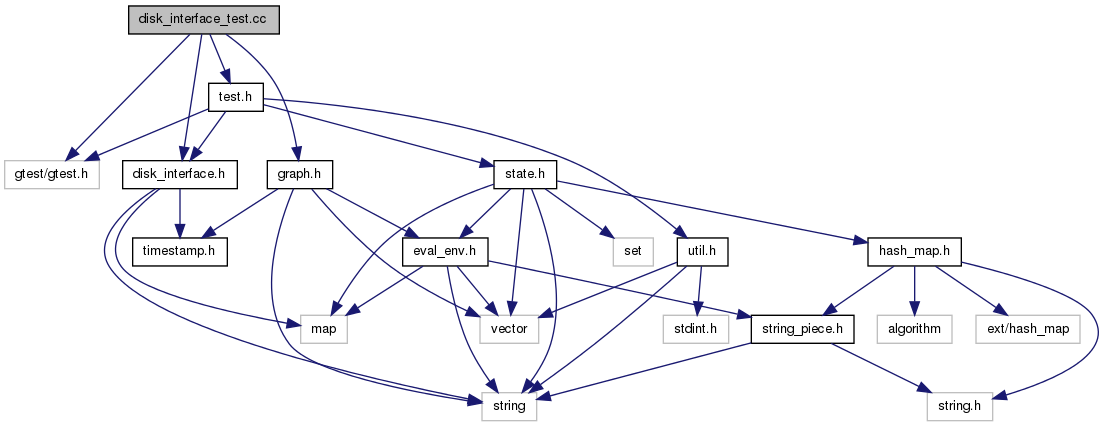 disk_interface_test.cc
test.h
gtest/gtest.h
disk_interface.h
graph.h
state.h
timestamp.h
eval_env.h
set
util.h
hash_map.h
map
vector
stdint.h
string_piece.h
algorithm
ext/hash_map
string
string.h